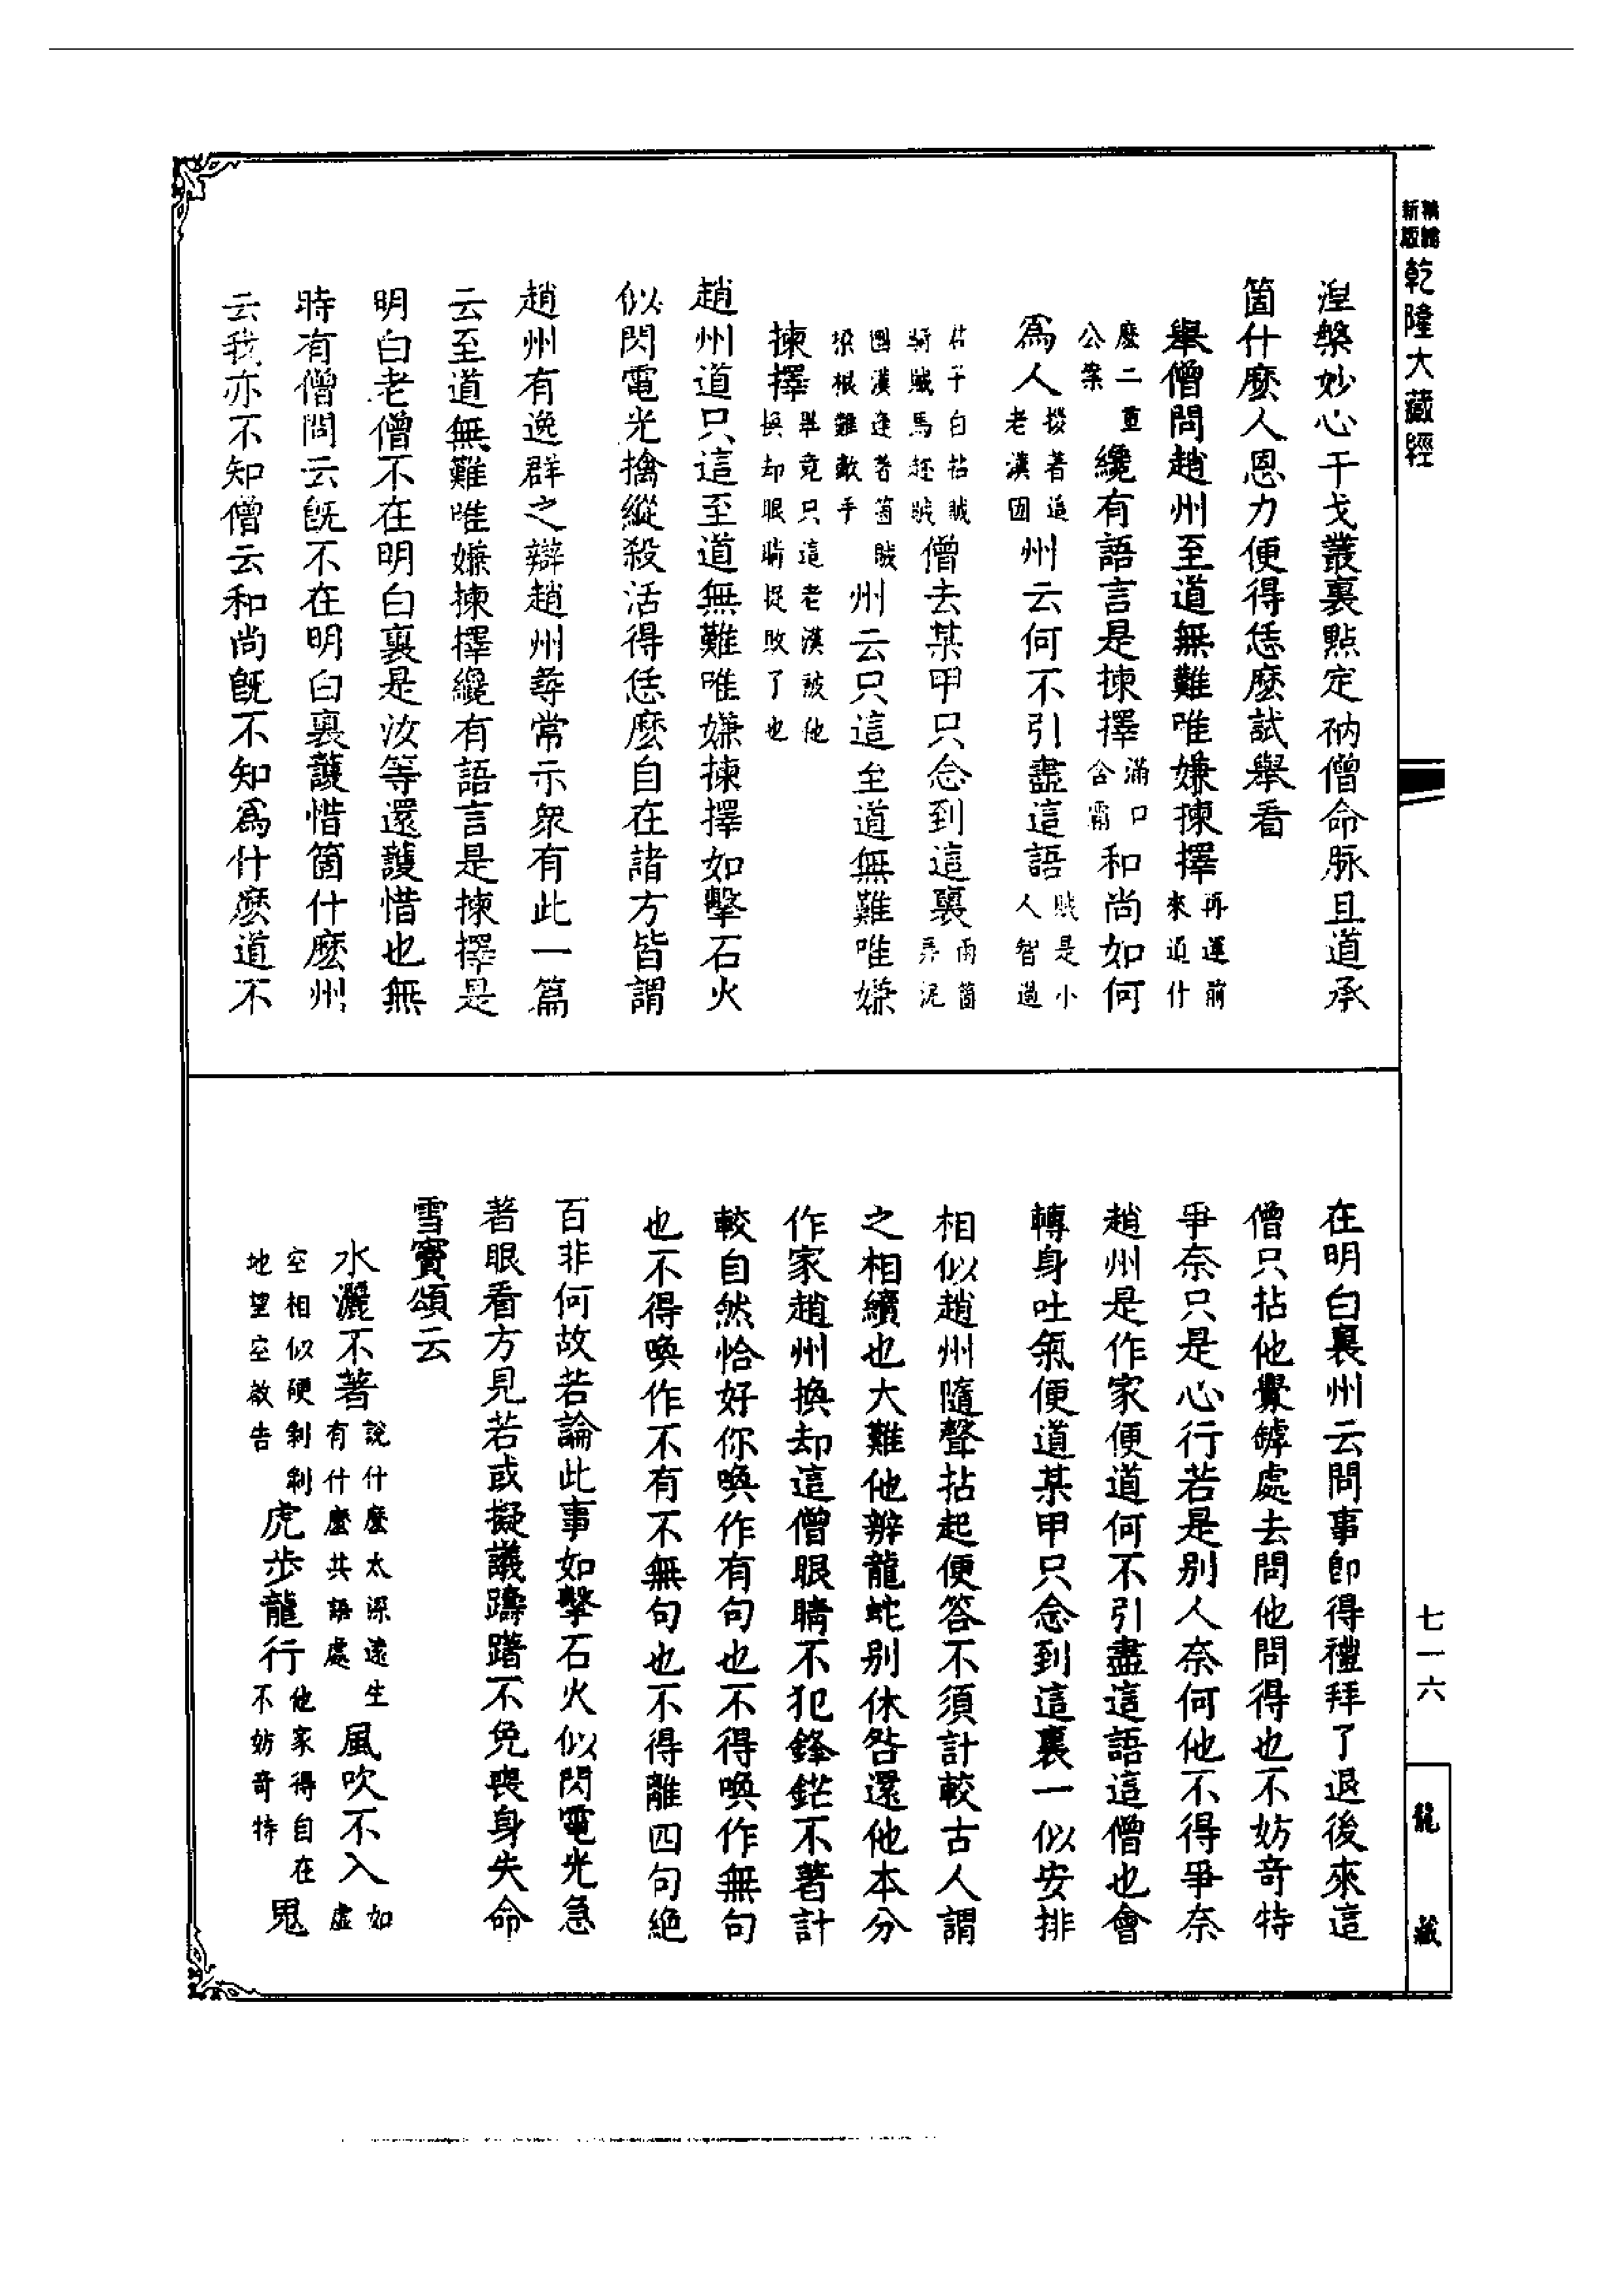 精縮新版乾隆大藏經
涅槃妙心干戈叢裏點定衲僧命脉且道承
箇什麽人恩力便得恁麽試舉看
舉僧問趙州至道無難唯嫌揀擇再運前來道什
麽二重公案纔有語言是揀擇滿口含霜和尚如何
爲人拶著這老漢囡州云何不引盡這語賊是小人智過
君子白拈賊騎賊馬趂賊僧去某甲只念到這裏兩箇弄泥
團漢逢著箇賊垜根難敵手州云只這至道無難唯嫌
揀擇畢竟只這老漢被他換却眼睛捉敗了也
趙州道只這至道無難唯嫌揀擇如擊石火
似閃電光擒縱殺活得恁麽自在諸方皆謂
趙州有逸群之辯趙州尋常示衆有此一篇
云至道無難唯嫌揀擇纔有語言是揀擇是
明白老僧不在明白裏是汝等還護惜也無
時有僧問云既不在明白裏護惜箇什麽州
云我亦不知僧云和尚既不知爲什麽道不
在明白裏州云問事即得禮拜了退後來這
僧只拈他釁罅處去問他問得也不妨奇特
爭奈只是心行若是別人奈何他不得爭奈
趙州是作家便道何不引盡這語這僧也會
轉身吐氣便道某甲只念到這裏一似安排
相似趙州隨聲拈起便答不須計較古人謂
之相續也大難他辨龍蛇別休咎還他本分
作家趙州換却這僧眼睛不犯鋒鋩不著計
較自然恰好你喚作有句也不得喚作無句
也不得喚作不有不無句也不得離四句絶
百非何故若論此事如擊石火似閃電光急
著眼看方見若或擬議躊躇不免喪身失命
雪竇頌云
水灑不著說什麽太深遠生有什麽共語處風吹不入如虛
空相似硬剝剝地望空啟告虎步龍行他家得自在不妨奇特鬼
七一六
龍藏